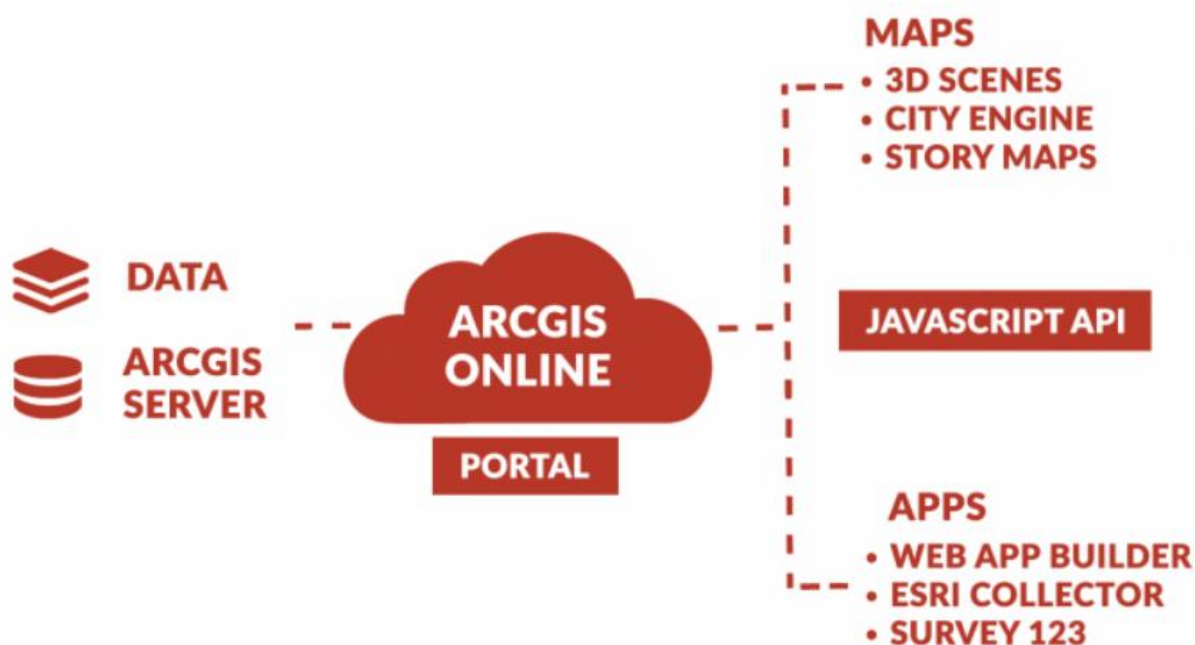 DATA
ARCGIS
SERVER
ARCGIS
ONLINE
PORTAL
MAPS
• 3D SCENES
• CITY ENGINE
• STORY MAPS
JAVASCRIPT API
APPS
• WEB APP BUILDER
• ESRI COLLECTOR
• SURVEY 123